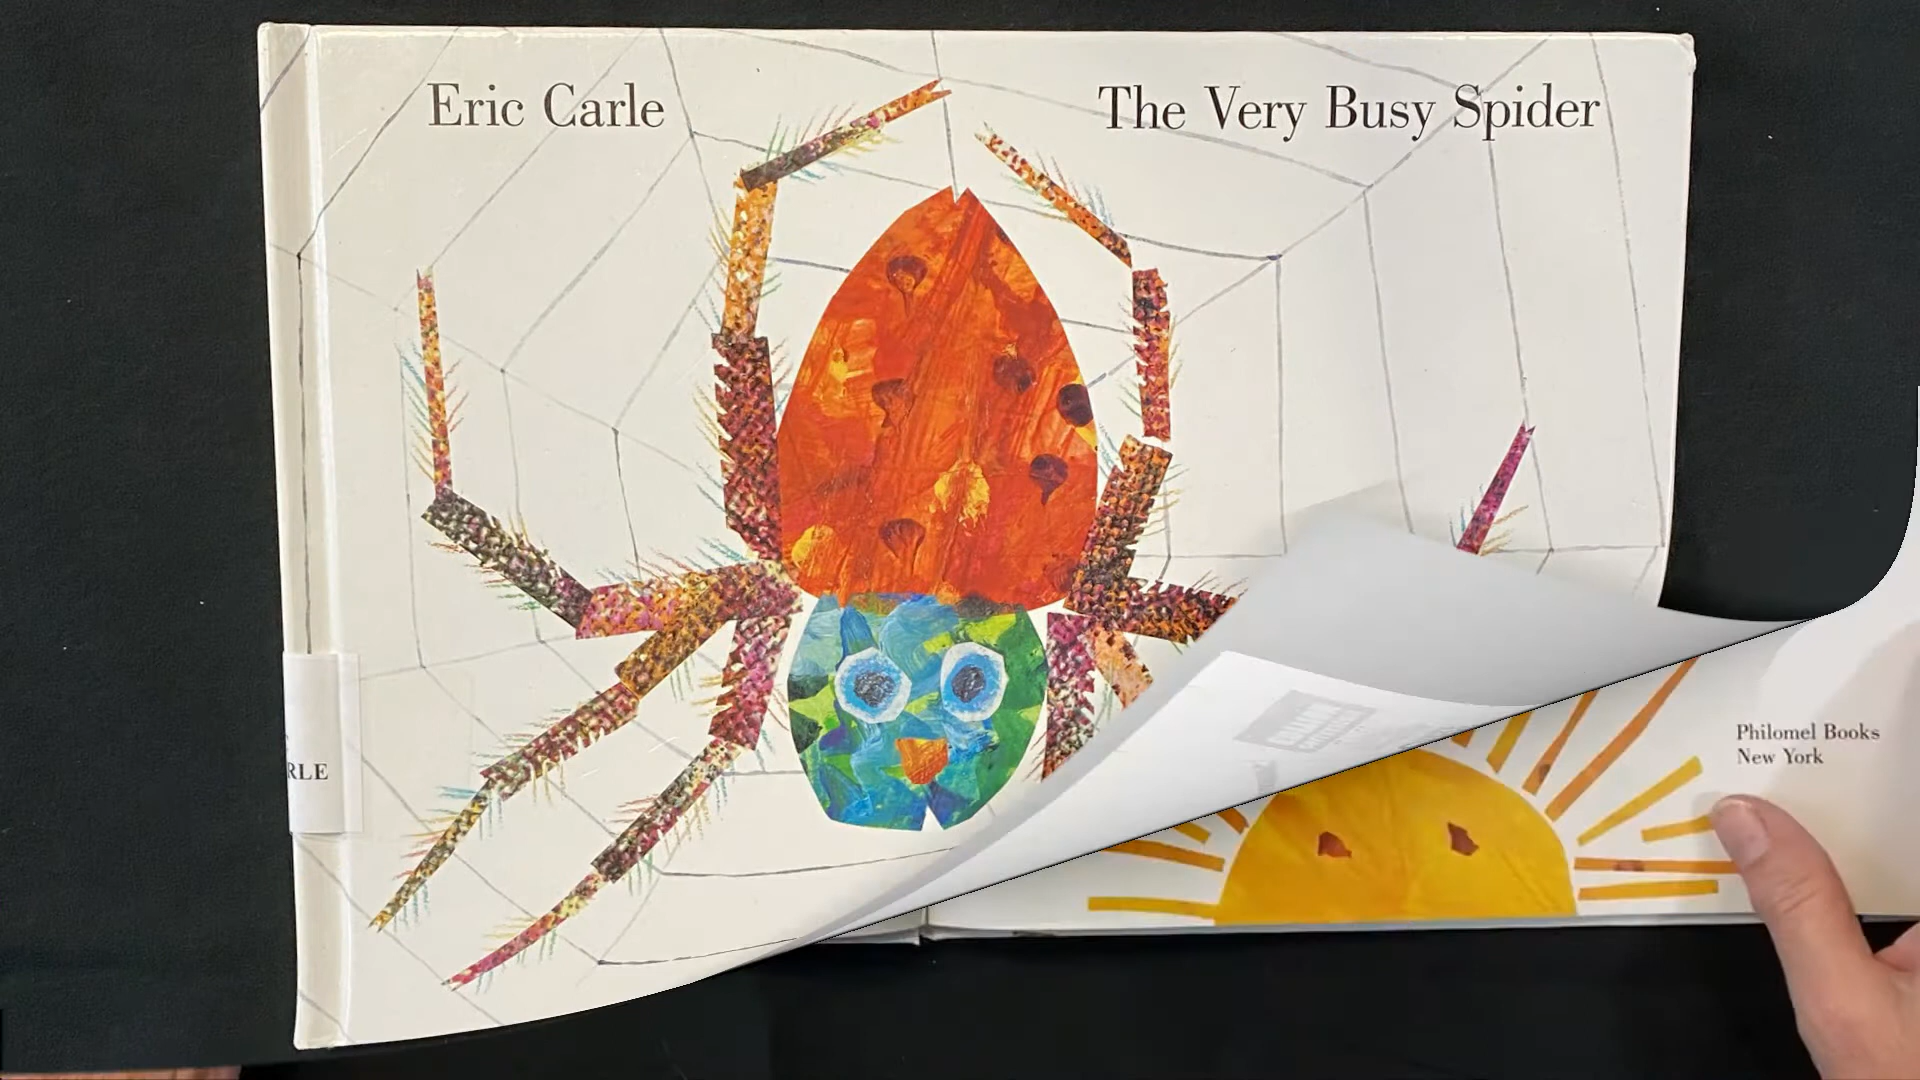 Eric Carle
The Very Busy Spider
Philomel Books
New York
RLE